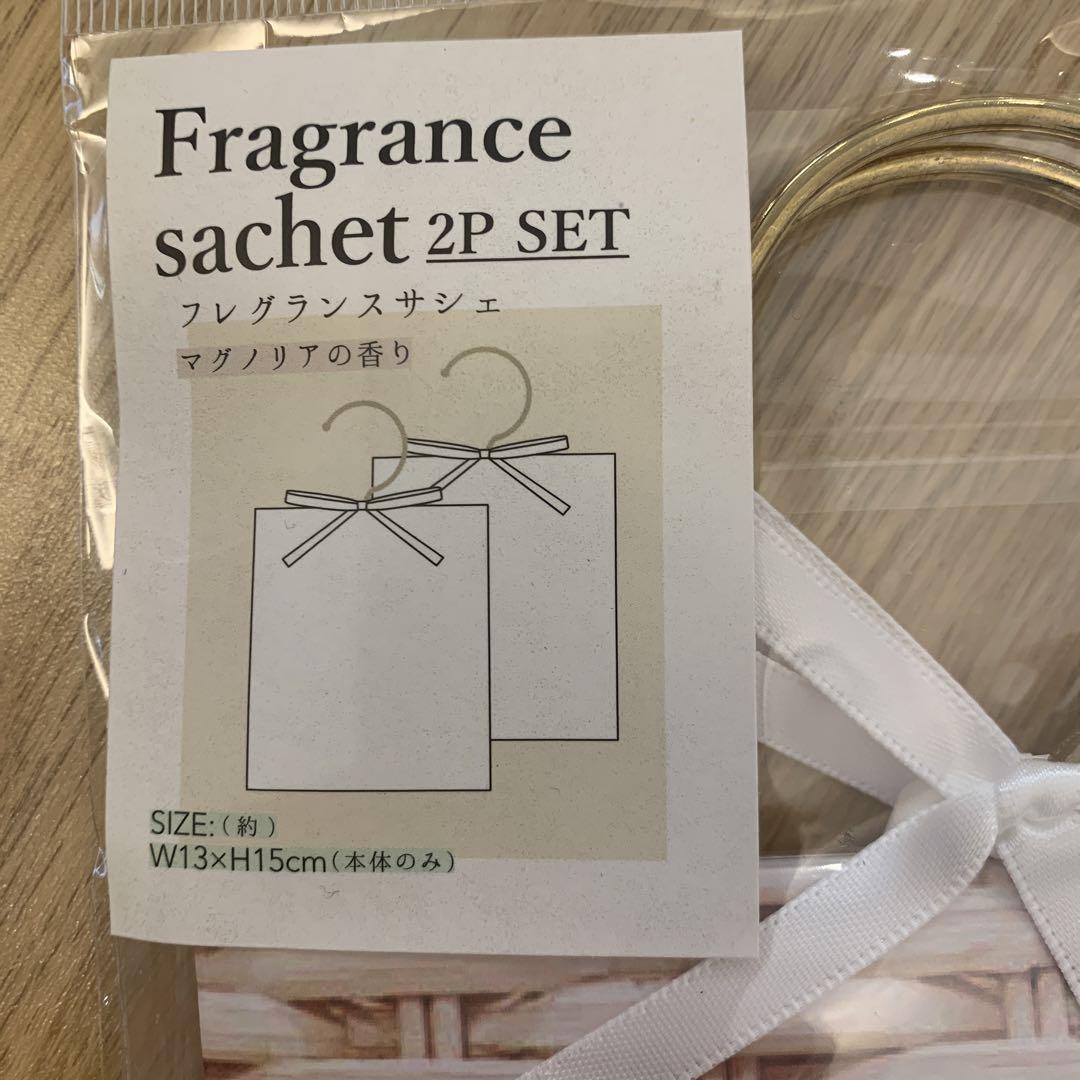 Fragrance
sachet 2P SET
フレグランスサシェ
マグノリアの香り
SIZE:(約)
W13×H15cm(本体のみ)